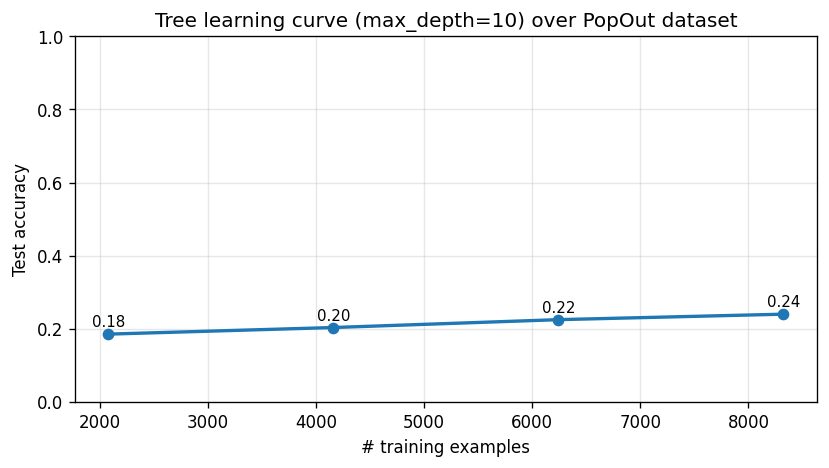 Tree learning curve (max_depth=10) over PopOut dataset
1.0
0.8
0.6
0.4
0.2
0.0
Test accuracy
0.18
0.20
0.22
0.24
2000 3000 4000 5000 6000 7000 8000
# training examples